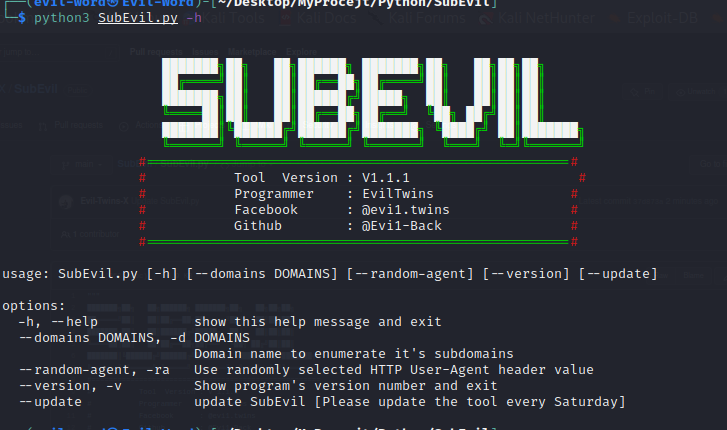 ┌──(evil-word㉿Evil-Word)-[~/Desktop/MyProcejt/Python/SubEvil]
└─$ python3 SubEvil.py -h
SUBEVIL
#══════════════════════════════════════════#
# Tool Version : V1.1.1 #
# Programmer : EvilTwins #
# Facebook : @evi1.twins #
# Github : @Evi1-Back #
#══════════════════════════════════════════#
usage: SubEvil.py [-h] [--domains DOMAINS] [--random-agent] [--version] [--update]
options:
-h, --help show this help message and exit
--domains DOMAINS, -d DOMAINS
Domain name to enumerate it's subdomains
--random-agent, -ra Use randomly selected HTTP User-Agent header value
--version, -v Show program's version number and exit
--update update SubEvil [Please update the tool every Saturday]